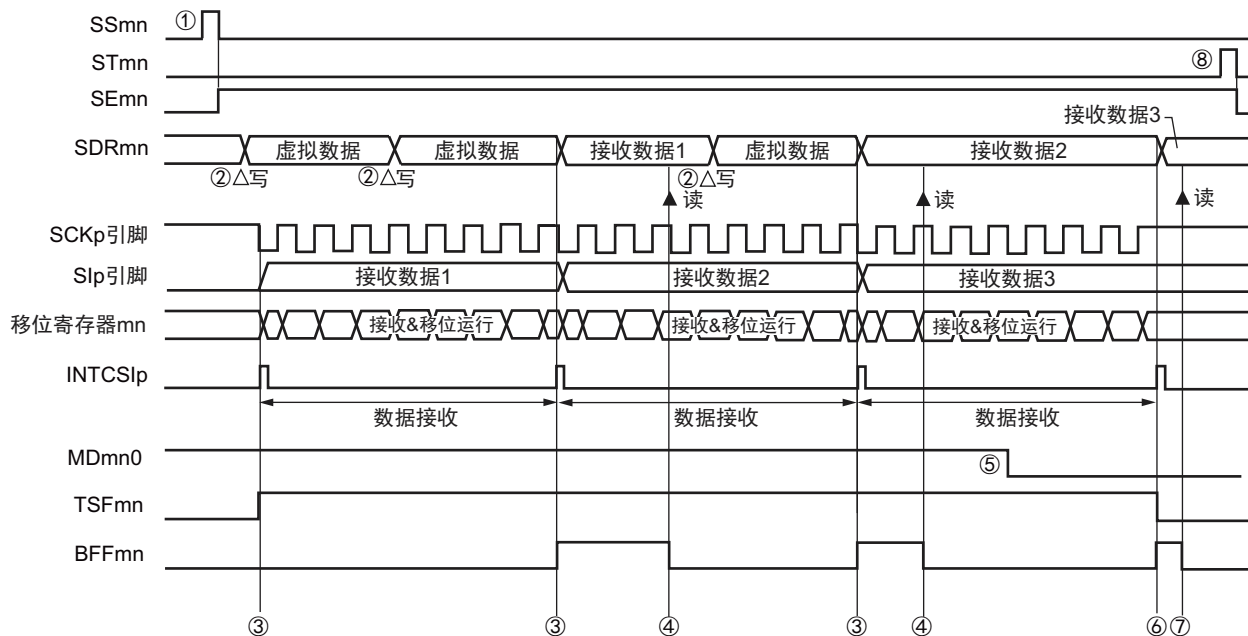 SSmn ①
STmn ⑧
SEmn
接收数据3
SDRmn 虚拟数据 虚拟数据 接收数据1 虚拟数据 接收数据2
②△写 ②△写 ②△写
▲读 ▲读 ▲读
SCKp引脚
SIp引脚 接收数据1 接收数据2 接收数据3
移位寄存器mn 接收&移位运行 接收&移位运行 接收&移位运行
INTCSIp
数据接收 数据接收 数据接收
MDmn0 ⑤
TSFmn
BFFmn
③ ③ ④ ③ ④ ⑥ ⑦